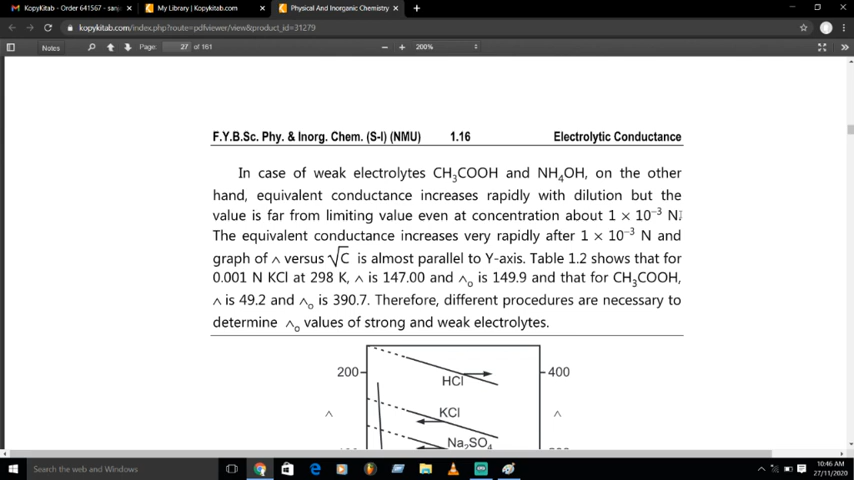 KopyKitab - Order 641567 - sanj
My Library | KopyKitab.com
Physical And Inorganic Chemistry
kopykitab.com/index.php?route=pdfviewer/view&product_id=31279
Notes
Page: 27 of 161
200%
F.Y.B.Sc. Phy. & Inorg. Chem. (S-I) (NMU) 1.16 Electrolytic Conductance
In case of weak electrolytes CH₃COOH and NH₄OH, on the other
hand, equivalent conductance increases rapidly with dilution but the
value is far from limiting value even at concentration about 1 × 10⁻³ N.
The equivalent conductance increases very rapidly after 1 × 10⁻³ N and
graph of ∧ versus √C is almost parallel to Y-axis. Table 1.2 shows that for
0.001 N KCl at 298 K, ∧ is 147.00 and ∧₀ is 149.9 and that for CH₃COOH,
∧ is 49.2 and ∧₀ is 390.7. Therefore, different procedures are necessary to
determine ∧₀ values of strong and weak electrolytes.
200
HCl
400
∧
KCl
∧
Na₂SO₄
Search the web and Windows
10:46 AM
27/11/2020